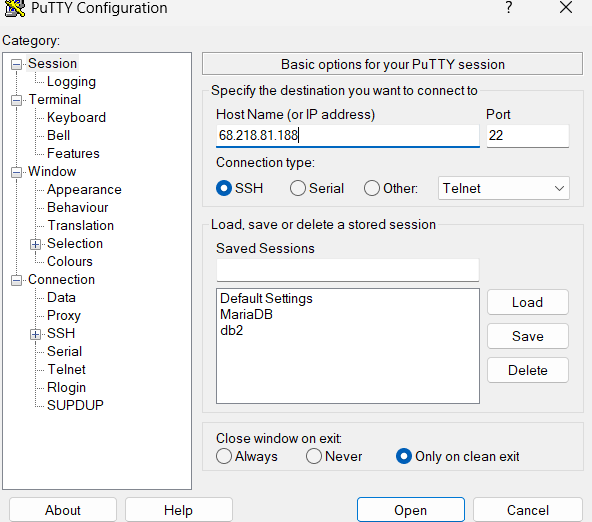 PuTTY Configuration
?
Category:
Session
Logging
Terminal
Keyboard
Bell
Features
Window
Appearance
Behaviour
Translation
Selection
Colours
Connection
Data
Proxy
SSH
Serial
Telnet
Rlogin
SUPDUP
Basic options for your PuTTY session
Specify the destination you want to connect to
Host Name (or IP address) Port
68.218.81.188 22
Connection type:
SSH Serial Other: Telnet
Load, save or delete a stored session
Saved Sessions
Default Settings
MariaDB
db2
Load
Save
Delete
Close window on exit:
Always Never Only on clean exit
About Help Open Cancel